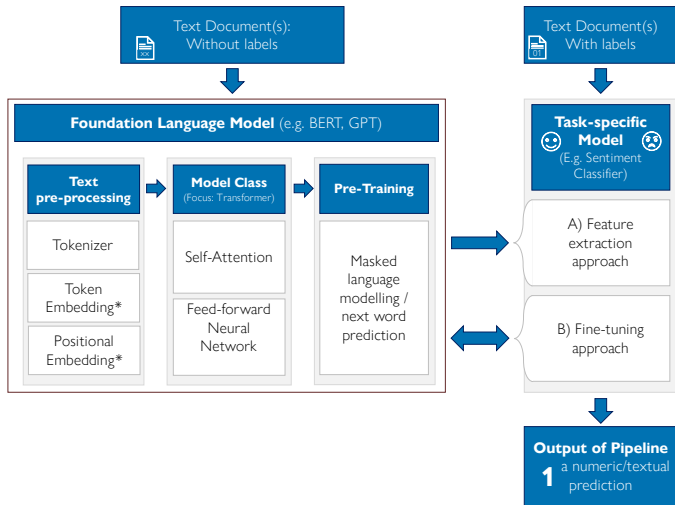 Text Document(s):
Without labels
xx
Text Document(s)
With labels
01
Foundation Language Model (e.g. BERT, GPT)
Text
pre-processing
Model Class
(Focus: Transformer)
Pre-Training
Tokenizer
Token
Embedding*
Positional
Embedding*
Self-Attention
Feed-forward
Neural
Network
Masked
language
modelling /
next word
prediction
Task-specific
Model
(E.g. Sentiment
Classifier)
A) Feature
extraction
approach
B) Fine-tuning
approach
Output of Pipeline
1 a numeric/textual
prediction